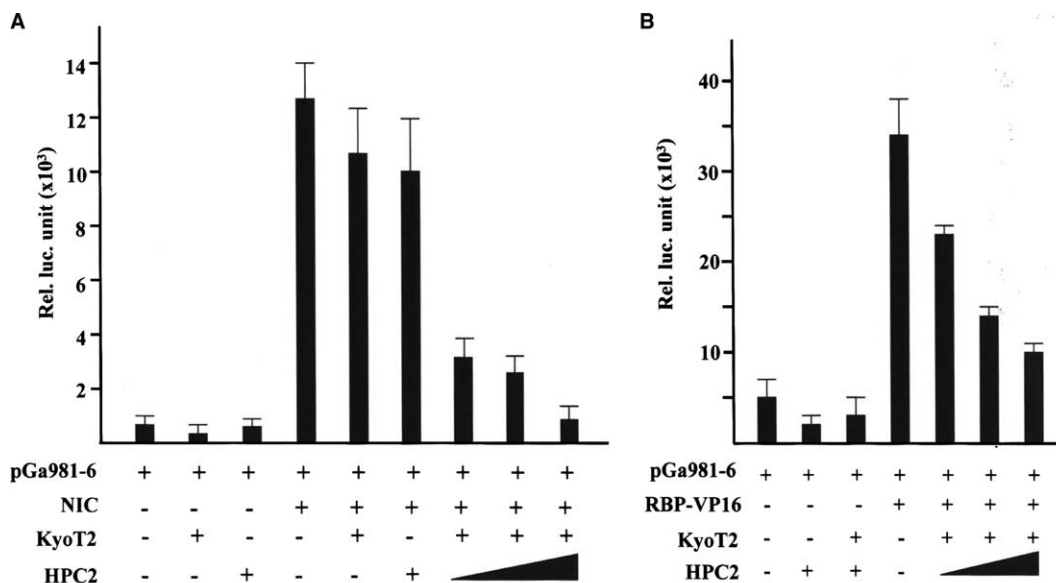 A
Rel. luc. unit (x10³)
14
12
10
8
6
4
2
pGa981-6 + + + + + + + + +
NIC - - - + + + + + +
KyoT2 - + - - + - + + +
HPC2 - - + - - +
B
Rel. luc. unit (x10³)
40
30
20
10
pGa981-6 + + + + + + +
RBP-VP16 - - - + + + +
KyoT2 - - + - + + +
HPC2 - + + -